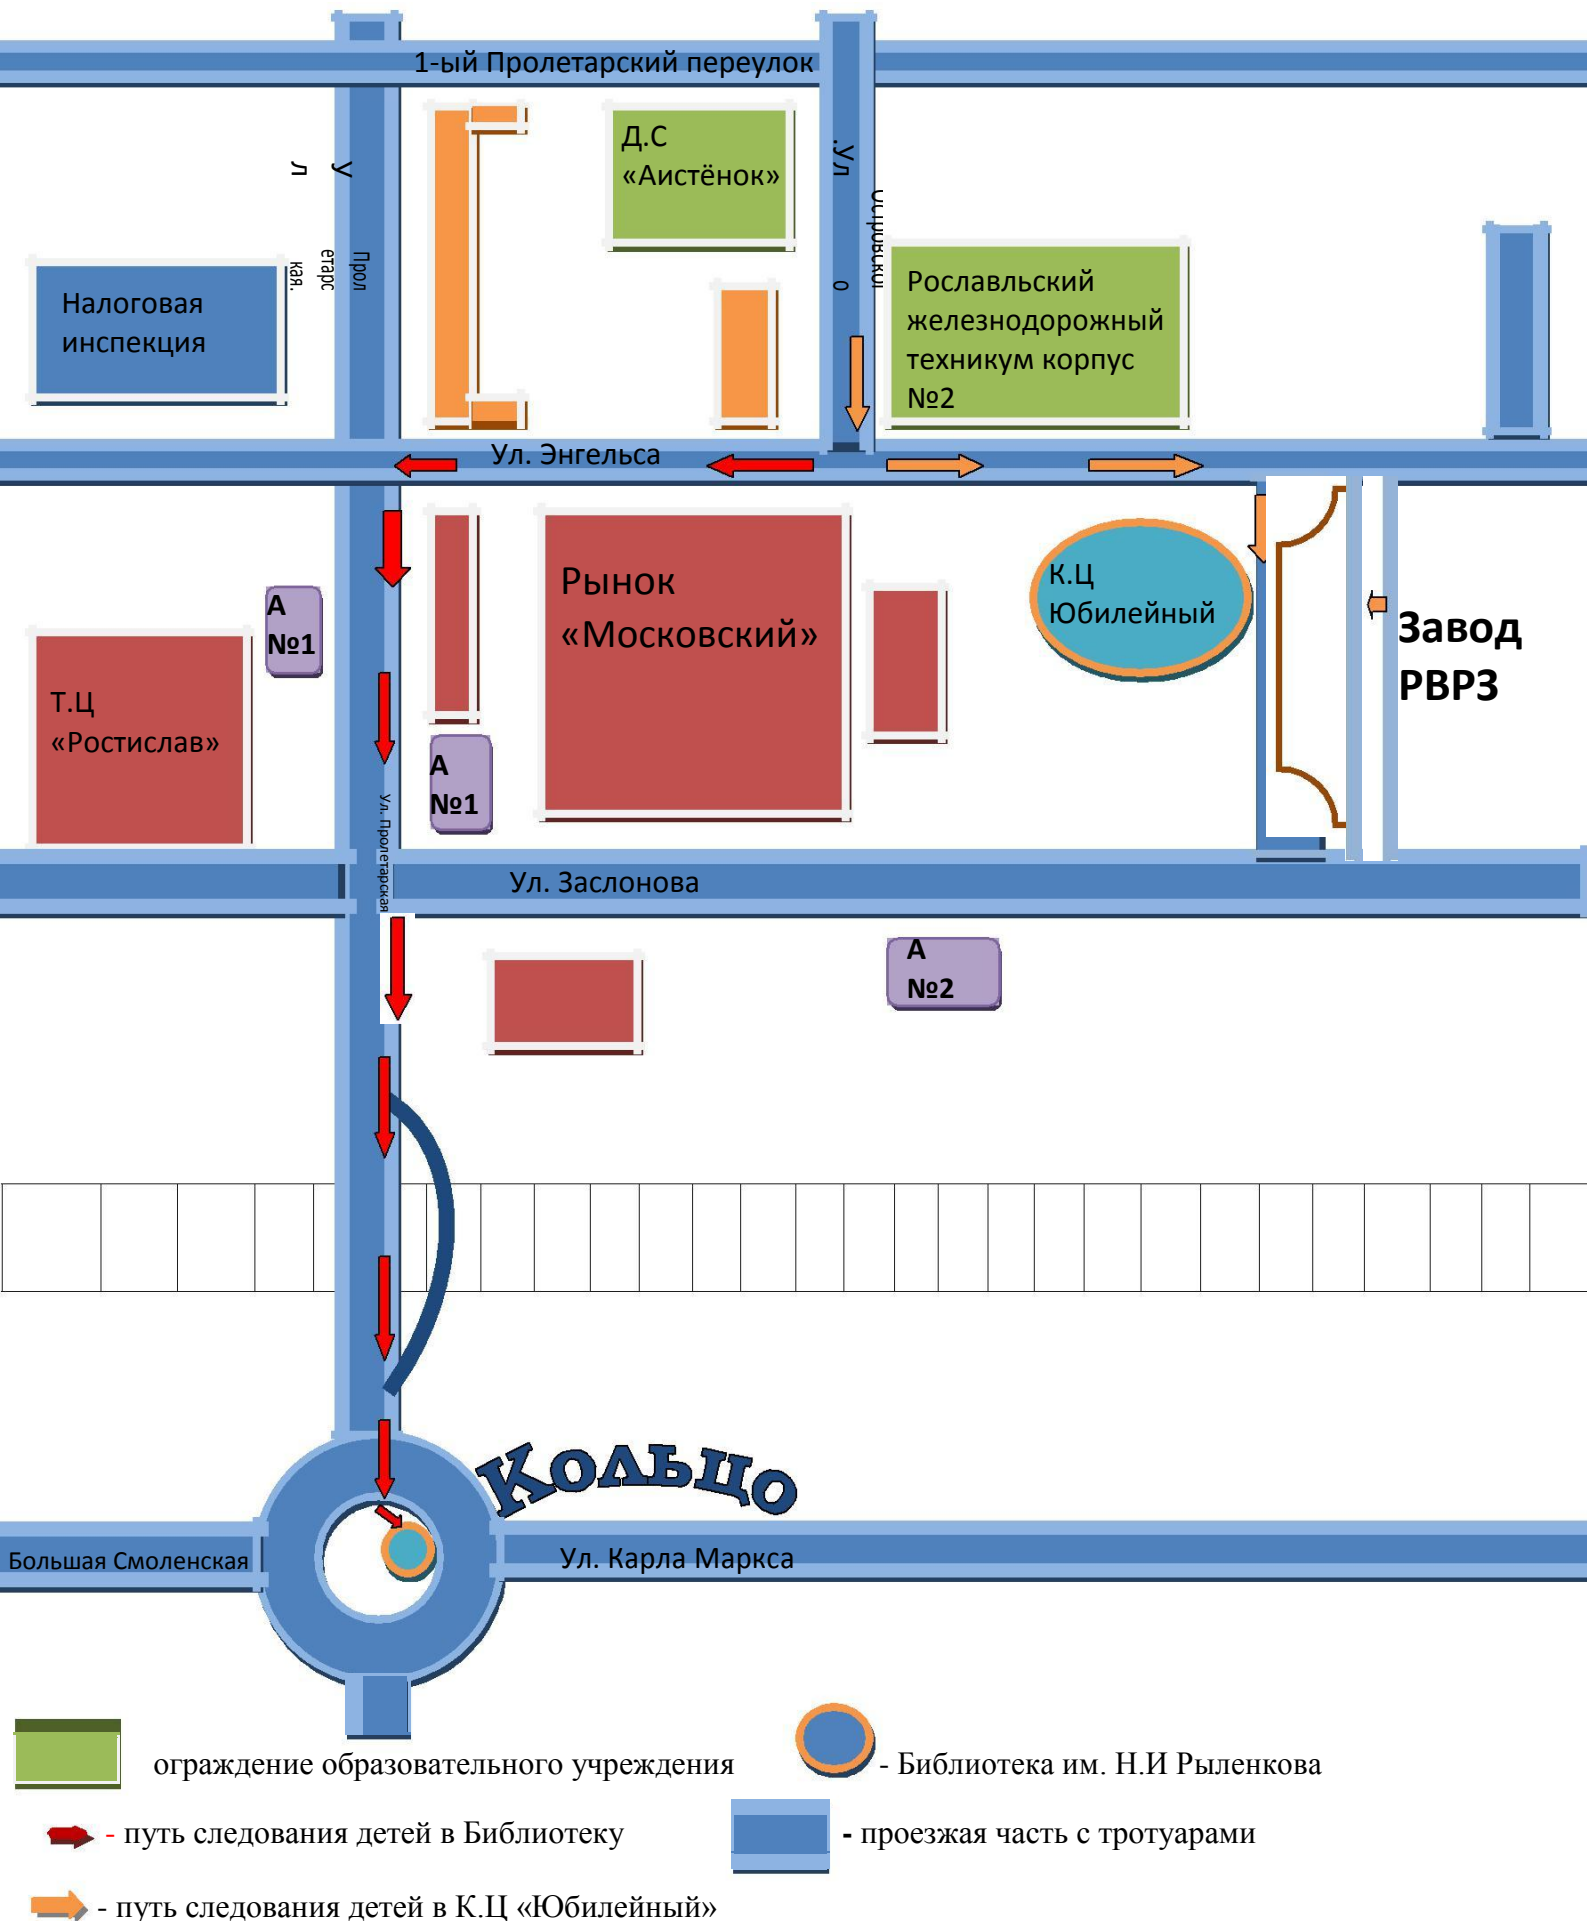 1-ый Пролетарский переулок
Д.С
«Аистёнок»
Ул.
Островског
о
У
л
Прол
етарс
кая.
Налоговая
инспекция
Рославльский
железнодорожный
техникум корпус
№2
Ул. Энгельса
Рынок
«Московский»
К.Ц
Юбилейный
Завод
РВРЗ
А
№1
Т.Ц
«Ростислав»
А
№1
Ул. Пролетарская
Ул. Заслонова
А
№2
Кольцо
Большая Смоленская
Ул. Карла Маркса
ограждение образовательного учреждения
- Библиотека им. Н.И Рыленкова
- путь следования детей в Библиотеку
- проезжая часть с тротуарами
- путь следования детей в К.Ц «Юбилейный»